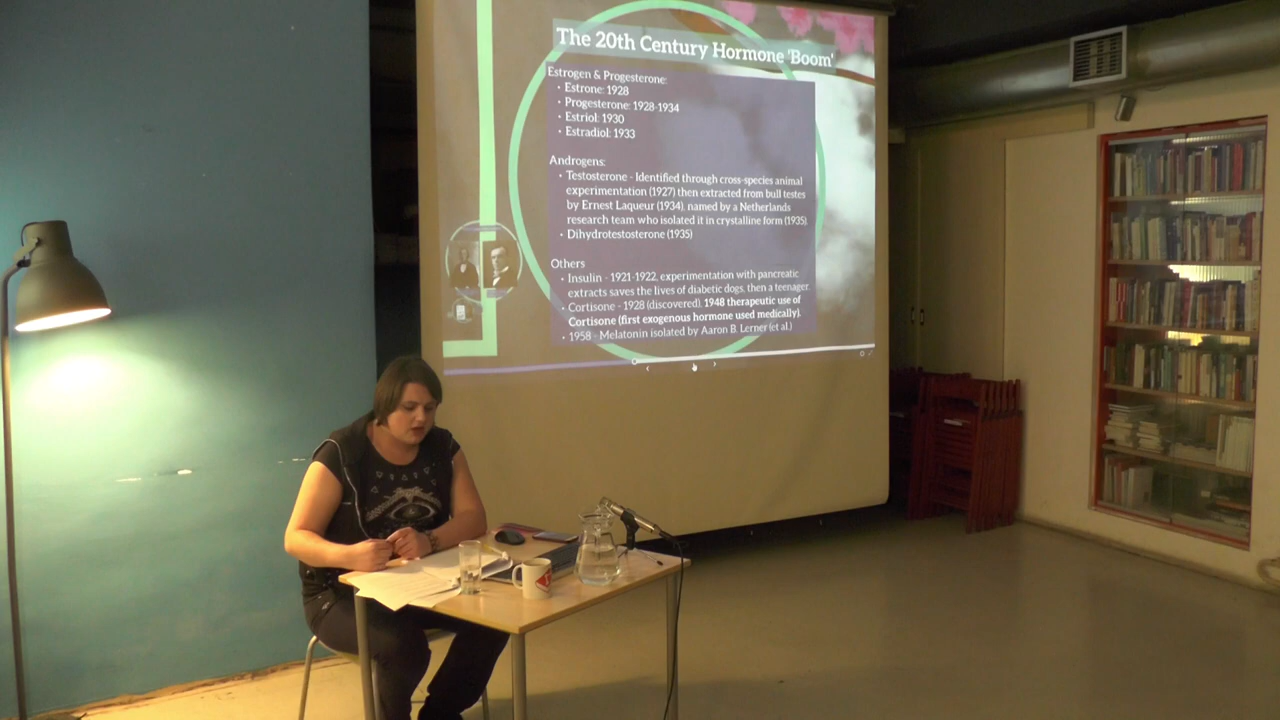 The 20th Century Hormone 'Boom'
Estrogen & Progesterone:
• Estrone: 1928
• Progesterone: 1928-1934
• Estriol: 1930
• Estradiol: 1933
Androgens:
• Testosterone - Identified through cross-species animal
experimentation (1927) then extracted from bull testes
by Ernest Laqueur (1934), named by a Netherlands
research team who isolated it in crystalline form (1935).
• Dihydrotestosterone (1935)
Others
• Insulin - 1921-1922, experimentation with pancreatic
extracts saves the lives of diabetic dogs, then a teenager.
• Cortisone - 1928 (discovered). 1948 therapeutic use of
Cortisone (first exogenous hormone used medically).
• 1958 - Melatonin isolated by Aaron B. Lerner (et al.)